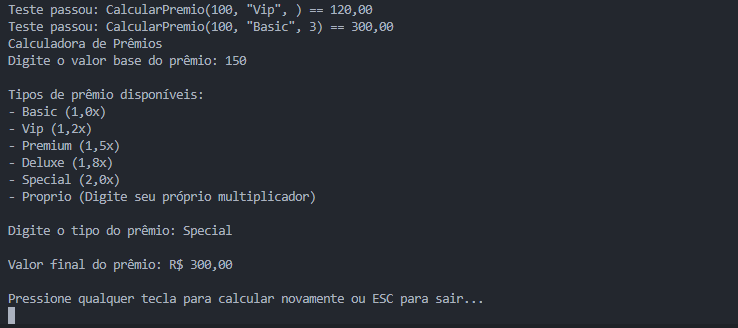 Teste passou: CalcularPremio(100, "Vip", ) == 120,00
Teste passou: CalcularPremio(100, "Basic", 3) == 300,00
Calculadora de Prêmios
Digite o valor base do prêmio: 150
Tipos de prêmio disponíveis:
- Basic (1,0x)
- Vip (1,2x)
- Premium (1,5x)
- Deluxe (1,8x)
- Special (2,0x)
- Proprio (Digite seu próprio multiplicador)
Digite o tipo do prêmio: Special
Valor final do prêmio: R$ 300,00
Pressione qualquer tecla para calcular novamente ou ESC para sair...